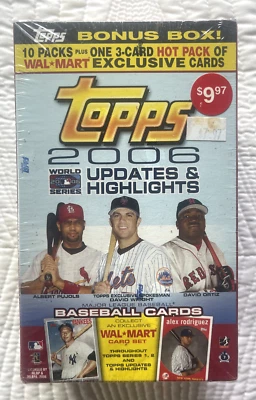 Topps BONUS BOX!
10 PACKS PLUS ONE 3-CARD HOT PACK OF
WAL★MART EXCLUSIVE CARDS
$9.97
Topps
2006
WORLD SERIES
UPDATES &
HIGHLIGHTS
ALBERT PUJOLS
TOPPS EXCLUSIVE SPOKESMAN
DAVID WRIGHT
DAVID ORTIZ
MAJOR LEAGUE BASEBALL
BASEBALL CARDS
COLLECT
AN EXCLUSIVE
WAL★MART
CARD SET
THROUGHOUT
TOPPS SERIES 1, 2
AND TOPPS UPDATES
& HIGHLIGHTS
alex rodriguez